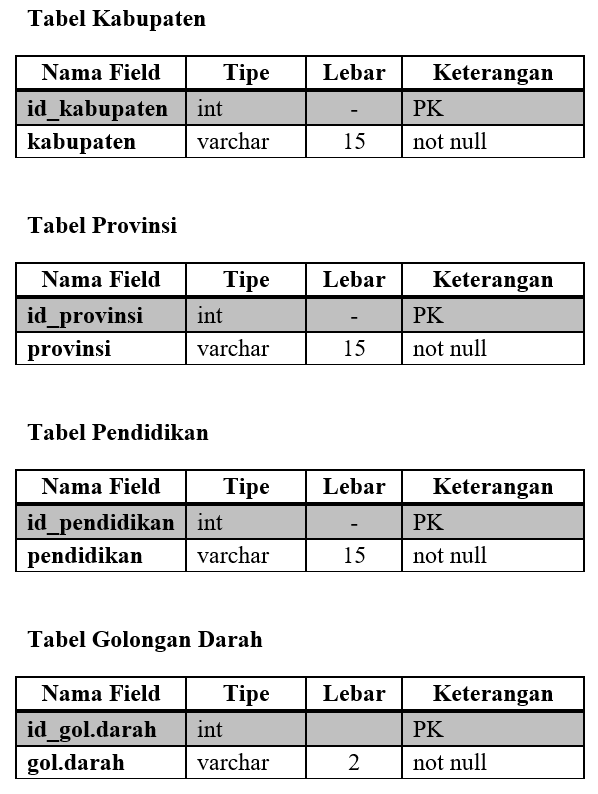 Tabel Kabupaten
Nama Field Tipe Lebar Keterangan
id_kabupaten int - PK
kabupaten varchar 15 not null
Tabel Provinsi
Nama Field Tipe Lebar Keterangan
id_provinsi int - PK
provinsi varchar 15 not null
Tabel Pendidikan
Nama Field Tipe Lebar Keterangan
id_pendidikan int - PK
pendidikan varchar 15 not null
Tabel Golongan Darah
Nama Field Tipe Lebar Keterangan
id_gol.darah int PK
gol.darah varchar 2 not null